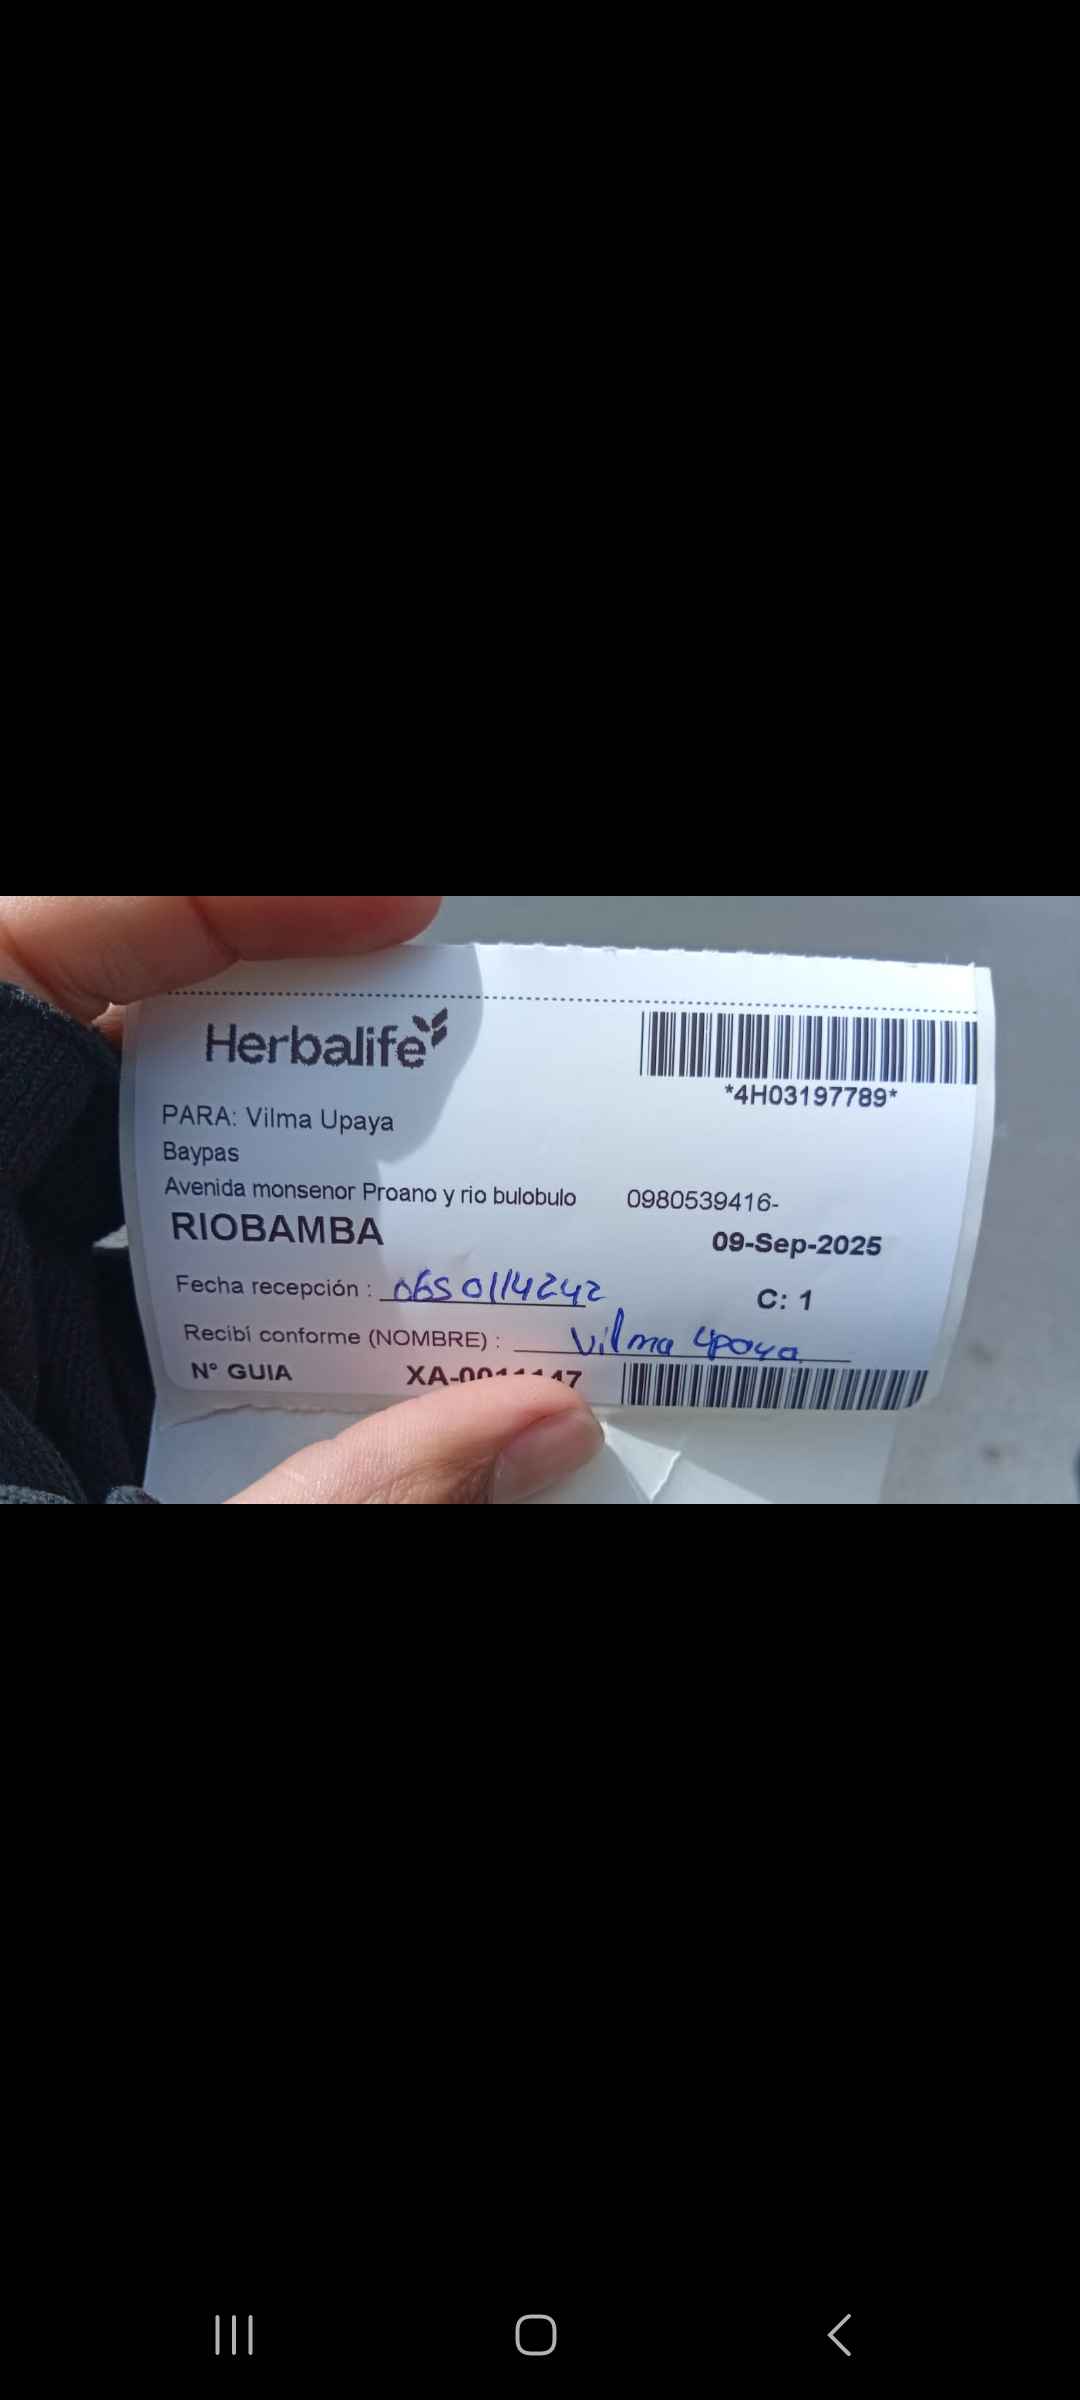 Herbalife
*4H03197789*
PARA: Vilma Upaya
Baypas
Avenida monsenor Proano y rio bulobulo 0980539416-
RIOBAMBA
09-Sep-2025
Fecha recepción : 0650114242
C: 1
Recibí conforme (NOMBRE) : Vilma Upaya
N° GUIA